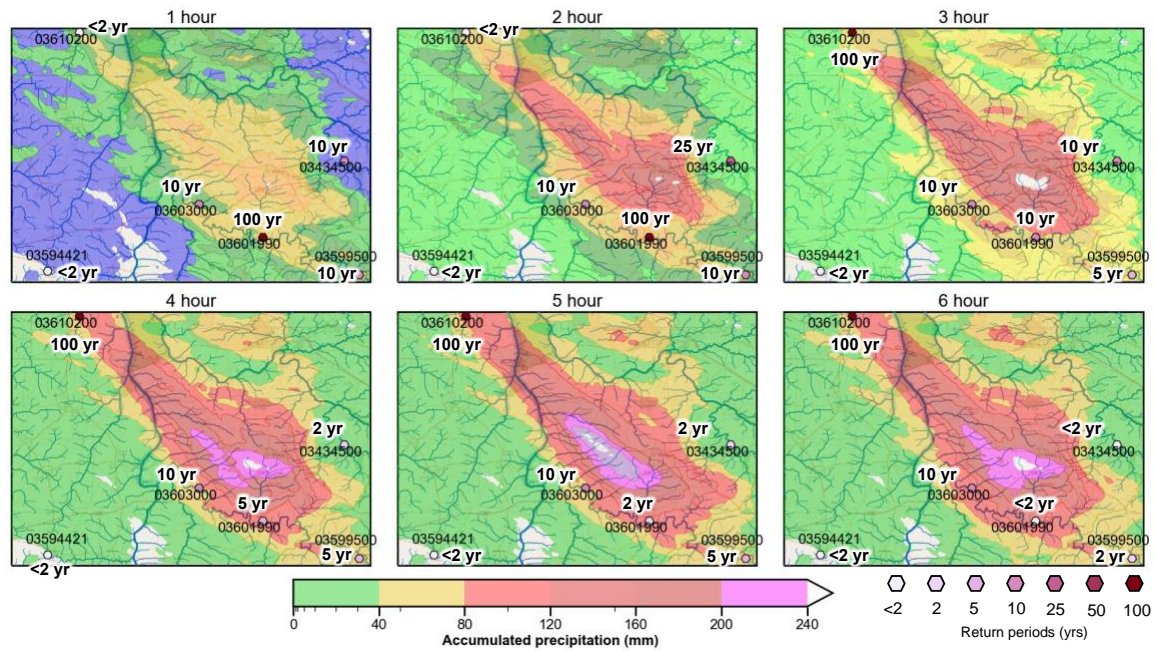 1 hour
2 hour
3 hour
<2 yr
03610200
10 yr
03434500
10 yr
03603000
100 yr
03601990
03594421
<2 yr
10 yr
<2 yr
03610200
25 yr
03434500
10 yr
03603000
100 yr
03601990
03594421
<2 yr
03599500
10 yr
03610200
100 yr
10 yr
03434500
10 yr
03603000
10 yr
03601990
03594421
<2 yr
03599500
5 yr
4 hour
5 hour
6 hour
03610200
100 yr
2 yr
03434500
10 yr
03603000
5 yr
03601990
03594421
<2 yr
03599500
5 yr
03610200
100 yr
2 yr
03434500
10 yr
03603000
2 yr
03601990
03594421
<2 yr
03599500
5 yr
03610200
100 yr
<2 yr
03434500
10 yr
03603000
<2 yr
03601990
03594421
<2 yr
03599500
2 yr
0 40 80 120 160 200 240
Accumulated precipitation (mm)
<2 2 5 10 25 50 100
Return periods (yrs)